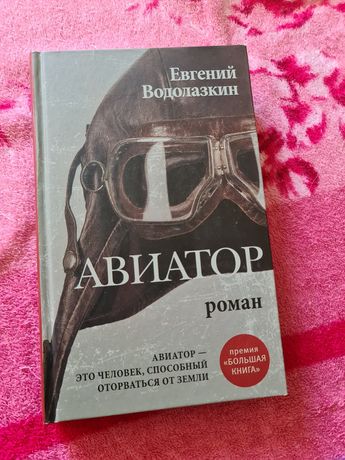 Евгений
Водолазкин
АВИАТОР
роман
АВИАТОР —
ЭТО ЧЕЛОВЕК, СПОСОБНЫЙ
ОТОРВАТЬСЯ ОТ ЗЕМЛИ
премия
«БОЛЬШАЯ
КНИГА»